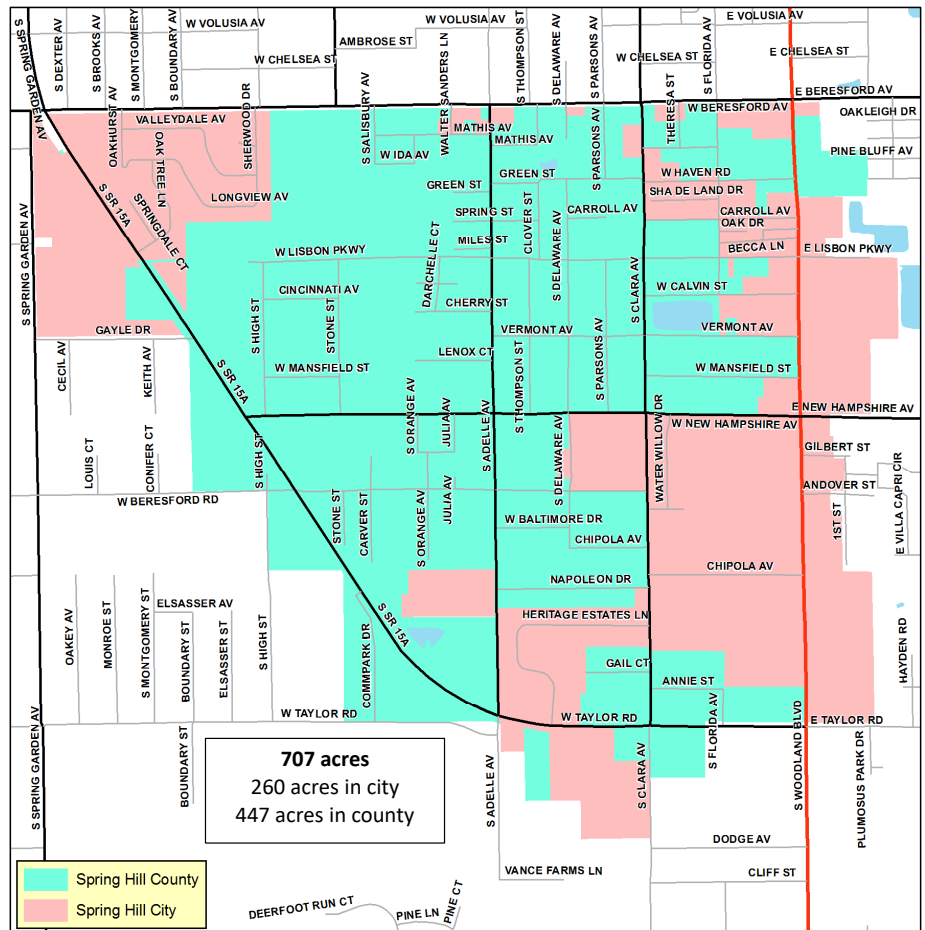 S SPRING GARDEN AV
S DEXTER AV
S BROOKS AV
S MONTGOMERY
S BOUNDARY AV
W VOLUSIA AV
W VOLUSIA AV
E VOLUSIA AV
AMBROSE ST
W CHELSEA ST
WALTER SANDERS LN
S THOMPSON ST
S DELAWARE AV
S PARSONS AV
W CHELSEA ST
S FLORIDA AV
E CHELSEA ST
E BERESFORD AV
W BERESFORD AV
OAKLEIGH DR
PINE BLUFF AV
OAKHURST AV
VALLEYDALE AV
OAK TREE LN
SHERWOOD DR
S SALISBURY AV
MATHIS AV
MATHIS AV
THERESA ST
W IDA AV
GREEN ST
GREEN ST
S PARSONS AV
W HAVEN RD
SHA DE LAND DR
LONGVIEW AV
S SR 15A
SPRINGDALE CT
SPRING ST
CLOVER ST
CARROLL AV
CARROLL AV
OAK DR
BECCA LN
E LISBON PKWY
W LISBON PKWY
MILES ST
DARCHELLE CT
S DELAWARE AV
S CLARA AV
S SPRING GARDEN AV
CINCINNATI AV
CHERRY ST
W CALVIN ST
GAYLE DR
S HIGH ST
STONE ST
VERMONT AV
VERMONT AV
CECIL AV
KEITH AV
S SR 15A
W MANSFIELD ST
LENOX CT
S THOMPSON ST
S PARSONS AV
W MANSFIELD ST
S ORANGE AV
JULIA AV
S ADELLE AV
E NEW HAMPSHIRE AV
W NEW HAMPSHIRE AV
LOUIS CT
CONIFER CT
S HIGH ST
S DELAWARE AV
WATER WILLOW DR
GILBERT ST
ANDOVER ST
E VILLA CAPRI CIR
W BERESFORD RD
STONE ST
CARVER ST
S ORANGE AV
JULIA AV
W BALTIMORE DR
CHIPOLA AV
1ST ST
CHIPOLA AV
NAPOLEON DR
OAKEY AV
MONROE ST
S MONTGOMERY ST
ELSASSER AV
BOUNDARY ST
ELSASSER ST
S HIGH ST
S SR 15A
COMMPARK DR
HERITAGE ESTATES LN
GAIL CT
ANNIE ST
HAYDEN RD
W TAYLOR RD
W TAYLOR RD
E TAYLOR RD
S SPRING GARDEN AV
BOUNDARY ST
S ADELLE AV
S CLARA AV
S FLORIDA AV
S WOODLAND BLVD
PLUMOSUS PARK DR
707 acres
260 acres in city
447 acres in county
DODGE AV
VANCE FARMS LN
CLIFF ST
Spring Hill County
Spring Hill City
DEERFOOT RUN CT
PINE LN
PINE CT